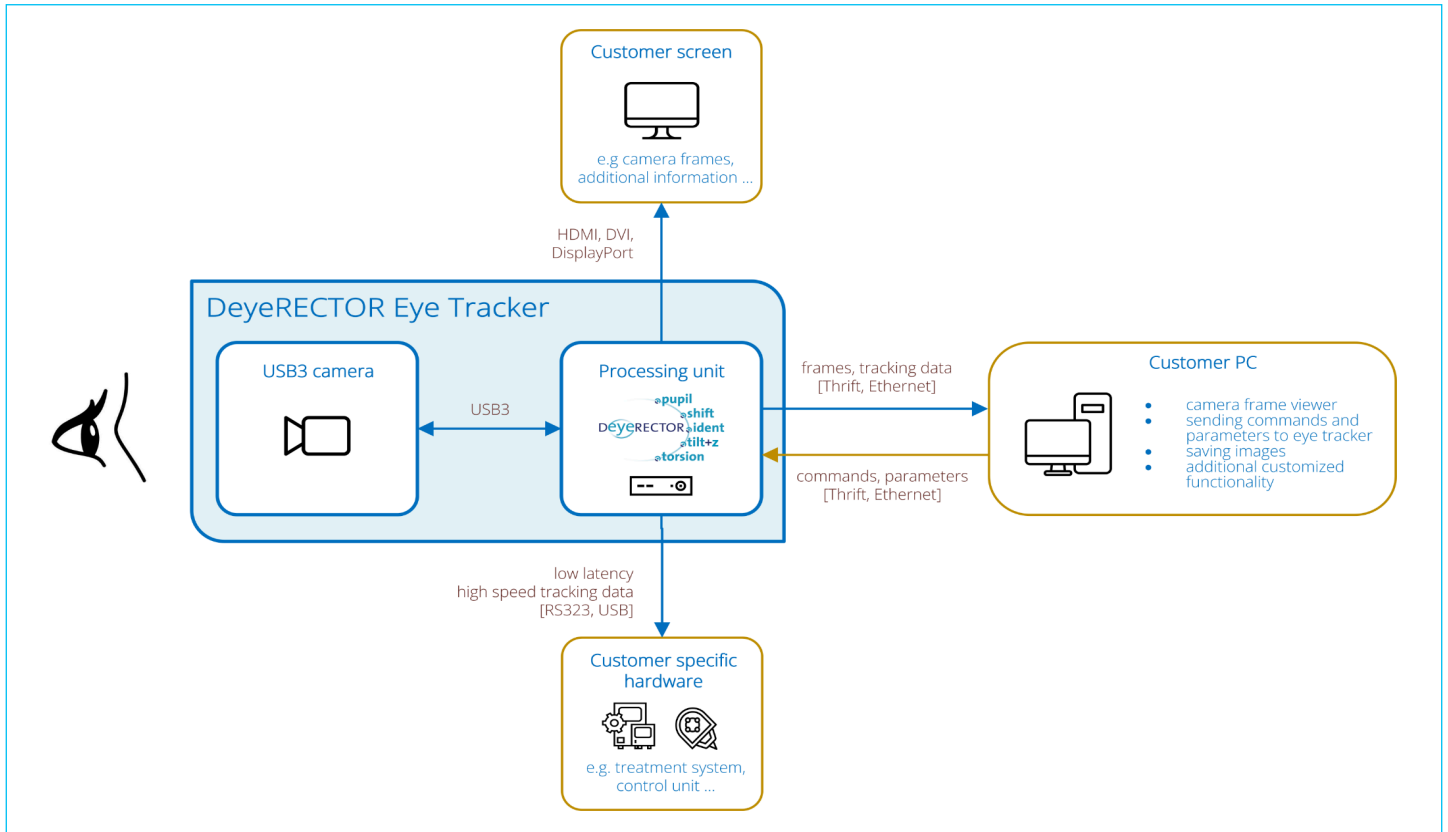 Customer screen
e.g camera frames,
additional information ...
HDMI, DVI,
DisplayPort
DeyeRECTOR Eye Tracker
USB3 camera
USB3
Processing unit
pupil
shift
DeyeRECTOR ident
tilt+z
torsion
frames, tracking data
[Thrift, Ethernet]
commands, parameters
[Thrift, Ethernet]
Customer PC
• camera frame viewer
• sending commands and
parameters to eye tracker
• saving images
• additional customized
functionality
low latency
high speed tracking data
[RS323, USB]
Customer specific
hardware
e.g. treatment system,
control unit ...